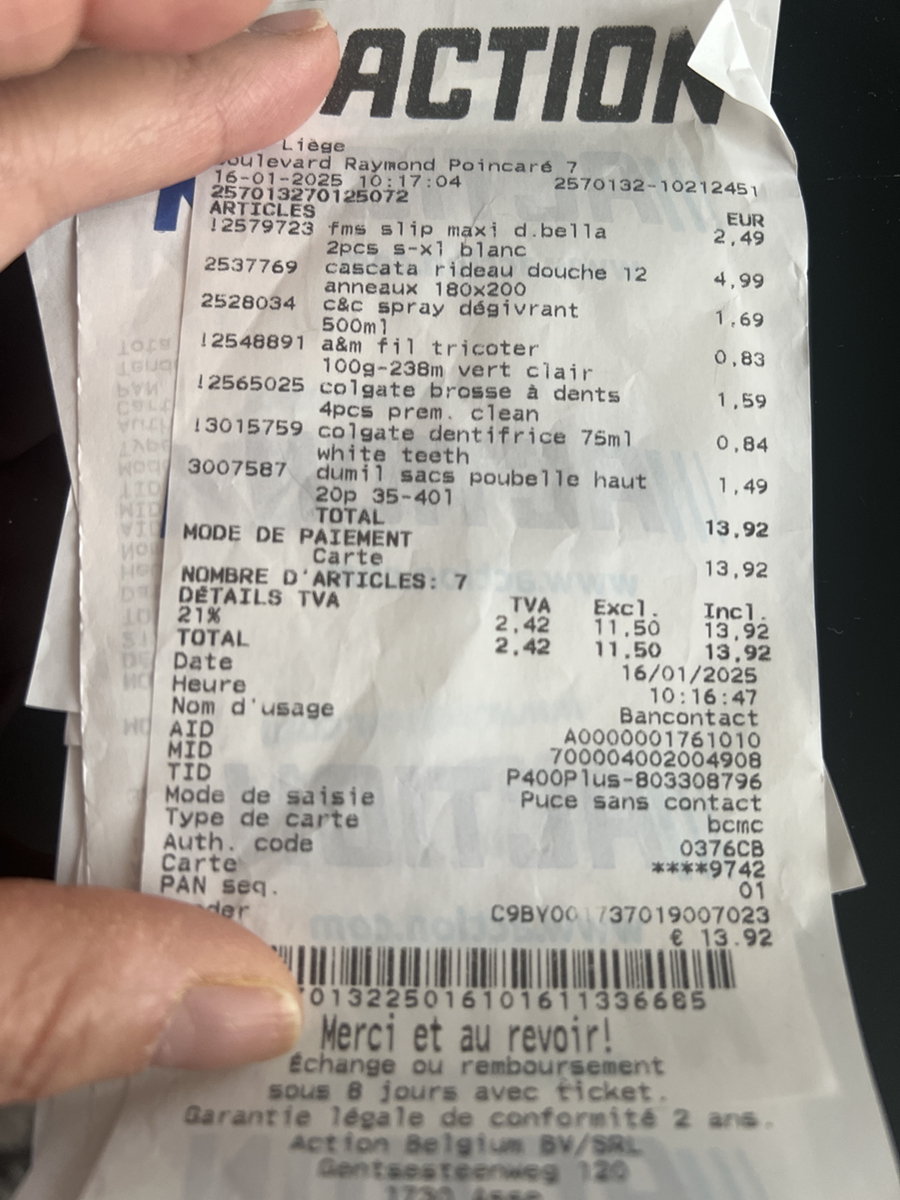 ACTION
Liège
Boulevard Raymond Poincaré 7
16-01-2025 10:17:04 2570132-10212451
257013270125072
ARTICLES EUR
!2579723 fms slip maxi d.bella 2,49
2pcs s-xl blanc
2537769 cascata rideau douche 12 4,99
anneaux 180x200
2528034 c&c spray dégivrant 1,69
500ml
!2548891 a&m fil tricoter 0,83
100g-238m vert clair
!2565025 colgate brosse à dents 1,59
4pcs prem. clean
!3015759 colgate dentifrice 75ml 0,84
white teeth
3007587 dumil sacs poubelle haut 1,49
20p 35-40l
TOTAL 13,92
MODE DE PAIEMENT
Carte 13,92
NOMBRE D'ARTICLES: 7
DÉTAILS TVA TVA Excl. Incl.
21% 2,42 11,50 13,92
TOTAL 2,42 11,50 13,92
Date 16/01/2025
Heure 10:16:47
Nom d'usage Bancontact
AID A0000001761010
MID 700004002004908
TID P400Plus-803308796
Mode de saisie Puce sans contact
Type de carte bcmc
Auth. code 0376CB
Carte ****9742
PAN seq. 01
C9BY001737019007023
€ 13.92
013225016101611336685
Merci et au revoir!
Échange ou remboursement
sous 8 jours avec ticket.
Garantie légale de conformité 2 ans.
Action Belgium BV/SRL
Gentsesteenweg 120
1730 Asse